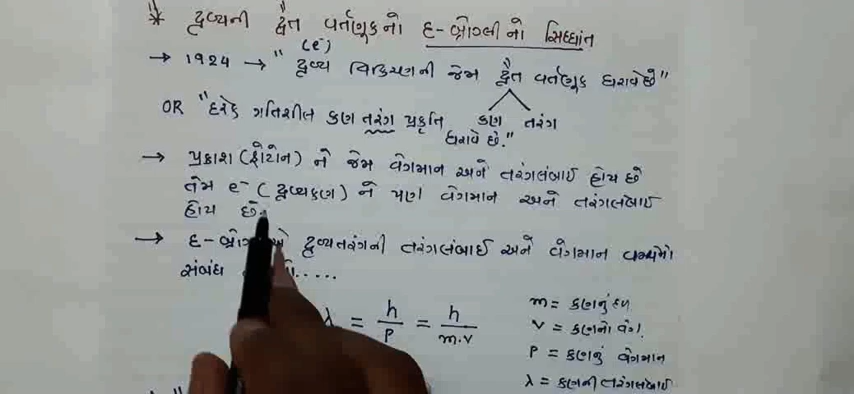 * દ્રવ્યની દ્વૈત વર્તણૂકનો દ-બ્રોગલી નો સિદ્ધાંત
(e⁻)
→ 1924 → "દ્રવ્ય વિકિરણની જેમ દ્વૈત વર્તણૂક ધરાવે છે"
OR "દરેક ગતિશીલ કણ તરંગ પ્રકૃતિ ધરાવે છે."
કણ તરંગ
→ પ્રકાશ (ફોટોન) ને જેમ વેગમાન અને તરંગલંબાઈ હોય છે
તેમ e⁻ (દ્રવ્યકણ) ને પણ વેગમાન અને તરંગલંબાઈ
હોય છે.
→ દ- દ્રવ્યતરંગની તરંગલંબાઈ અને વેગમાન વચ્ચેનો
સંબંધ .....
λ = h/P = h/m.v
m = કણનું દળ
v = કણનો વેગ
P = કણનું વેગમાન
λ = કણની તરંગલંબાઈ